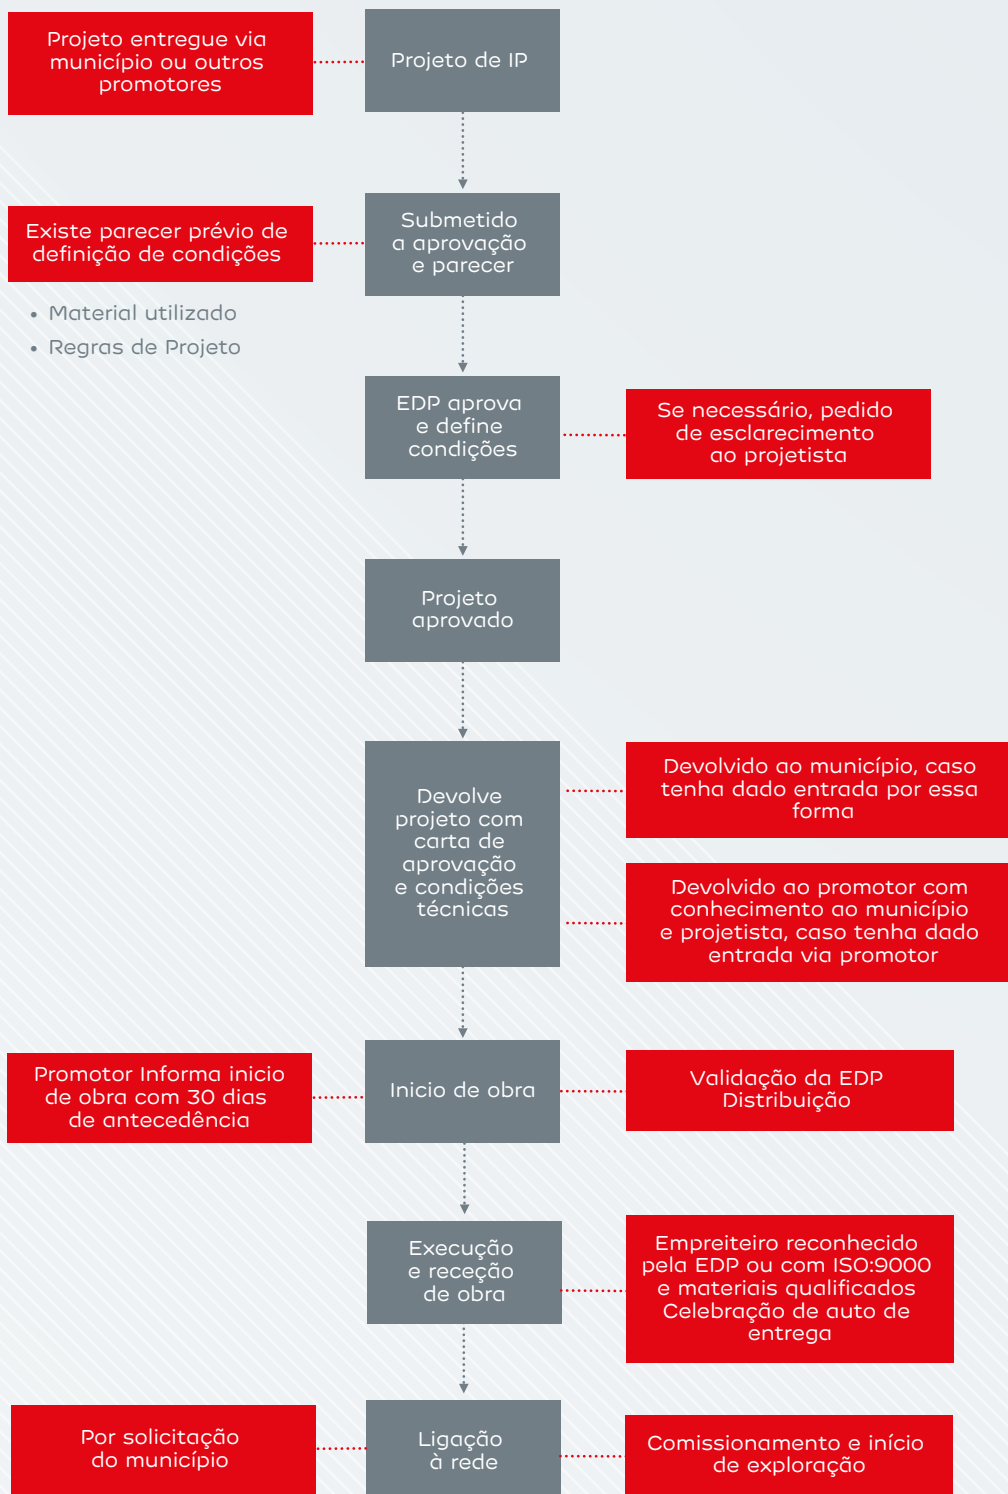 Projeto entregue via
município ou outros
promotores
Projeto de IP
Existe parecer prévio de
definição de condições
Submetido
a aprovação
e parecer
• Material utilizado
• Regras de Projeto
EDP aprova
e define
condições
Se necessário, pedido
de esclarecimento
ao projetista
Projeto
aprovado
Devolve
projeto com
carta de
aprovação
e condições
técnicas
Devolvido ao município, caso
tenha dado entrada por essa
forma
Devolvido ao promotor com
conhecimento ao município
e projetista, caso tenha dado
entrada via promotor
Promotor Informa inicio
de obra com 30 dias
de antecedência
Inicio de obra
Validação da EDP
Distribuição
Execução
e receção
de obra
Empreiteiro reconhecido
pela EDP ou com ISO:9000
e materiais qualificados
Celebração de auto de
entrega
Por solicitação
do município
Ligação
à rede
Comissionamento e início
de exploração